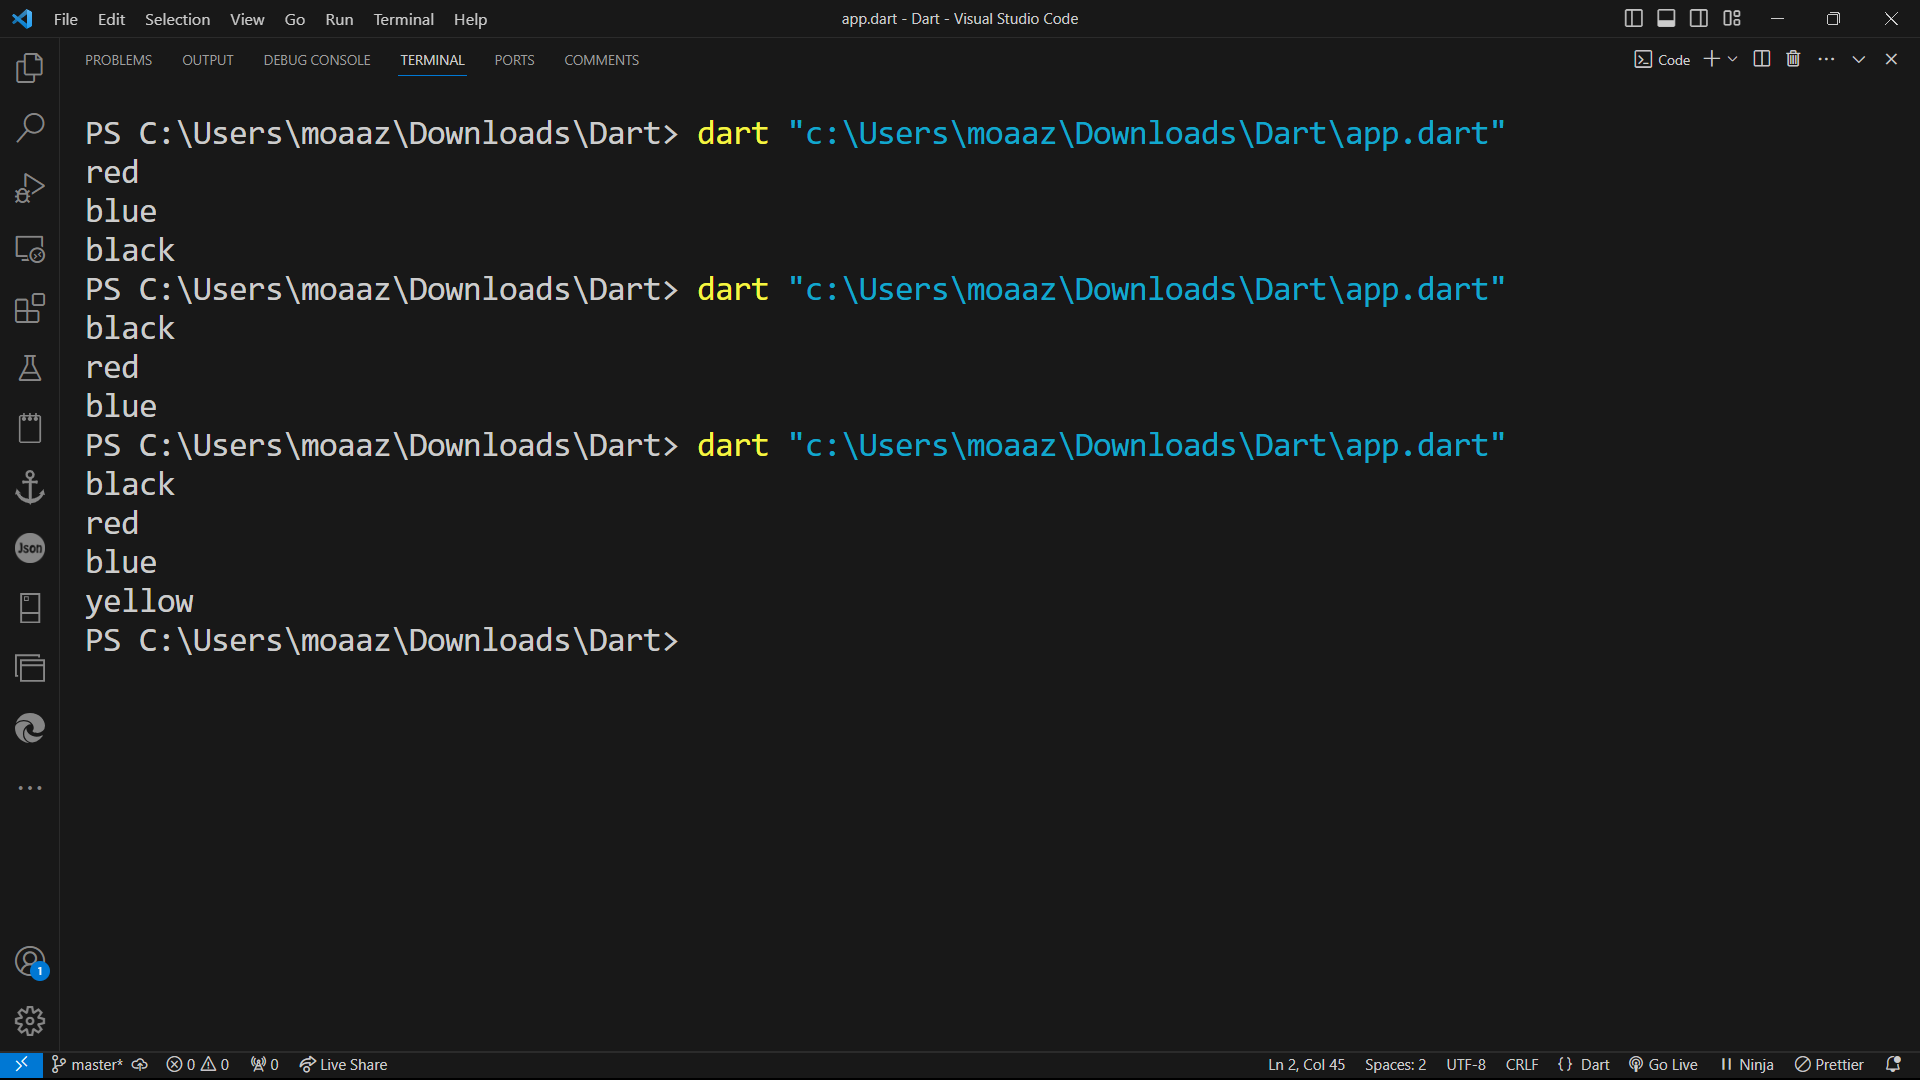 File Edit Selection View Go Run Terminal Help
app.dart - Dart - Visual Studio Code
PROBLEMS OUTPUT DEBUG CONSOLE TERMINAL PORTS COMMENTS
Code
PS C:\Users\moaaz\Downloads\Dart> dart "c:\Users\moaaz\Downloads\Dart\app.dart"
red
blue
black
PS C:\Users\moaaz\Downloads\Dart> dart "c:\Users\moaaz\Downloads\Dart\app.dart"
black
red
blue
PS C:\Users\moaaz\Downloads\Dart> dart "c:\Users\moaaz\Downloads\Dart\app.dart"
black
red
blue
yellow
PS C:\Users\moaaz\Downloads\Dart>
Json
1
master* 0 0 0 Live Share
Ln 2, Col 45 Spaces: 2 UTF-8 CRLF {} Dart Go Live Ninja Prettier